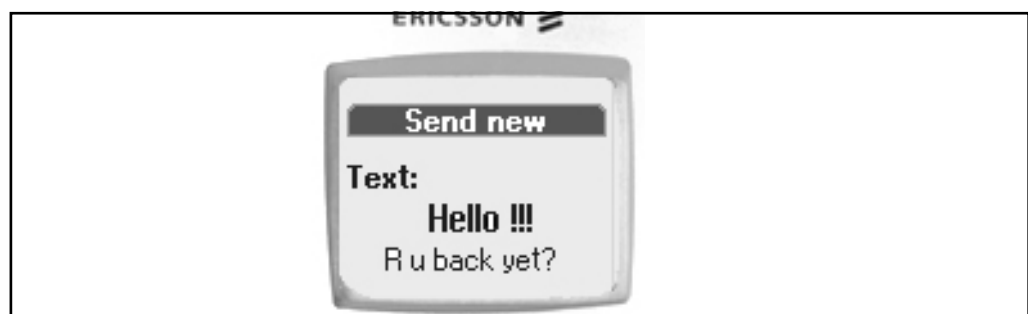 ERICSSON
Send new
Text:
Hello !!!
R u back yet?